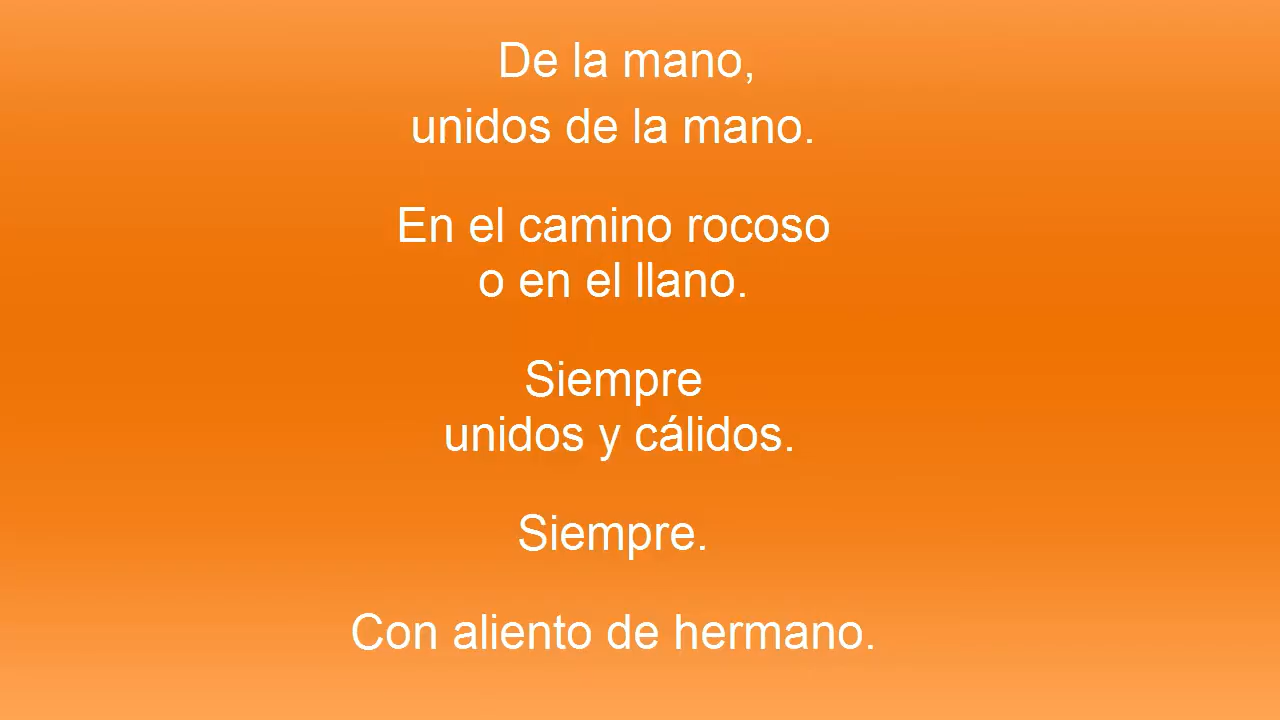 De la mano,
unidos de la mano.
En el camino rocoso
o en el llano.
Siempre
unidos y cálidos.
Siempre.
Con aliento de hermano.